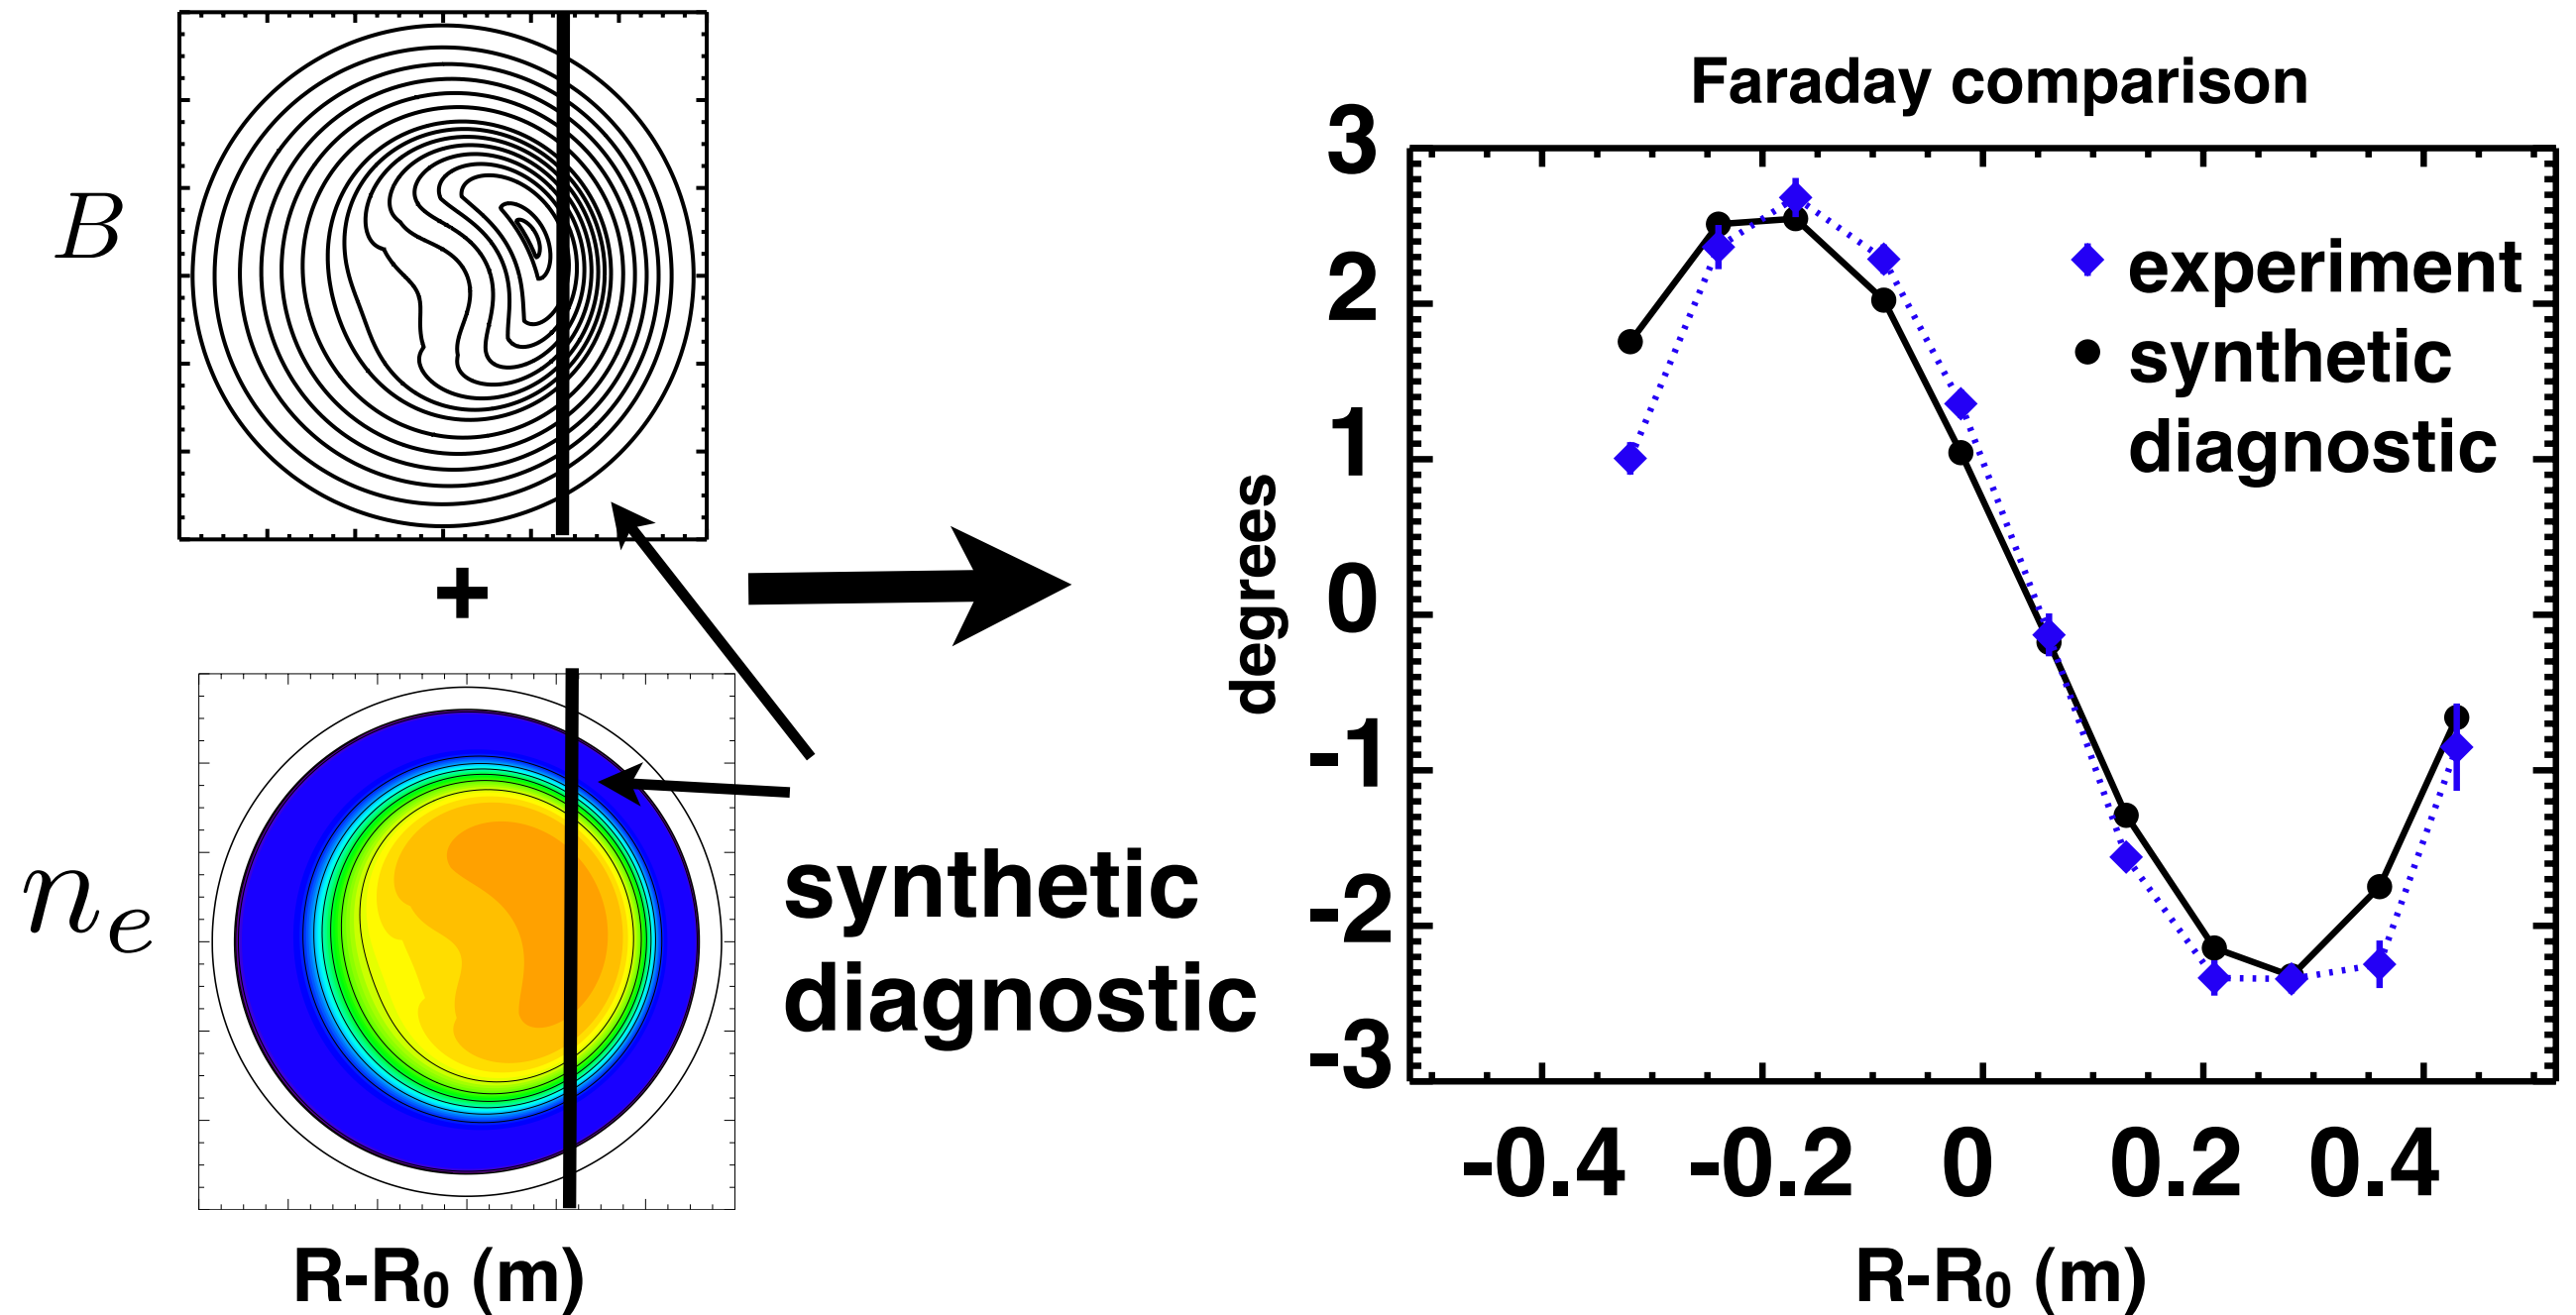 B
+
n_e
R-R₀ (m)
synthetic
diagnostic
Faraday comparison
degrees
3
2
1
0
-1
-2
-3
experiment
synthetic
diagnostic
-0.4 -0.2 0 0.2 0.4
R-R₀ (m)